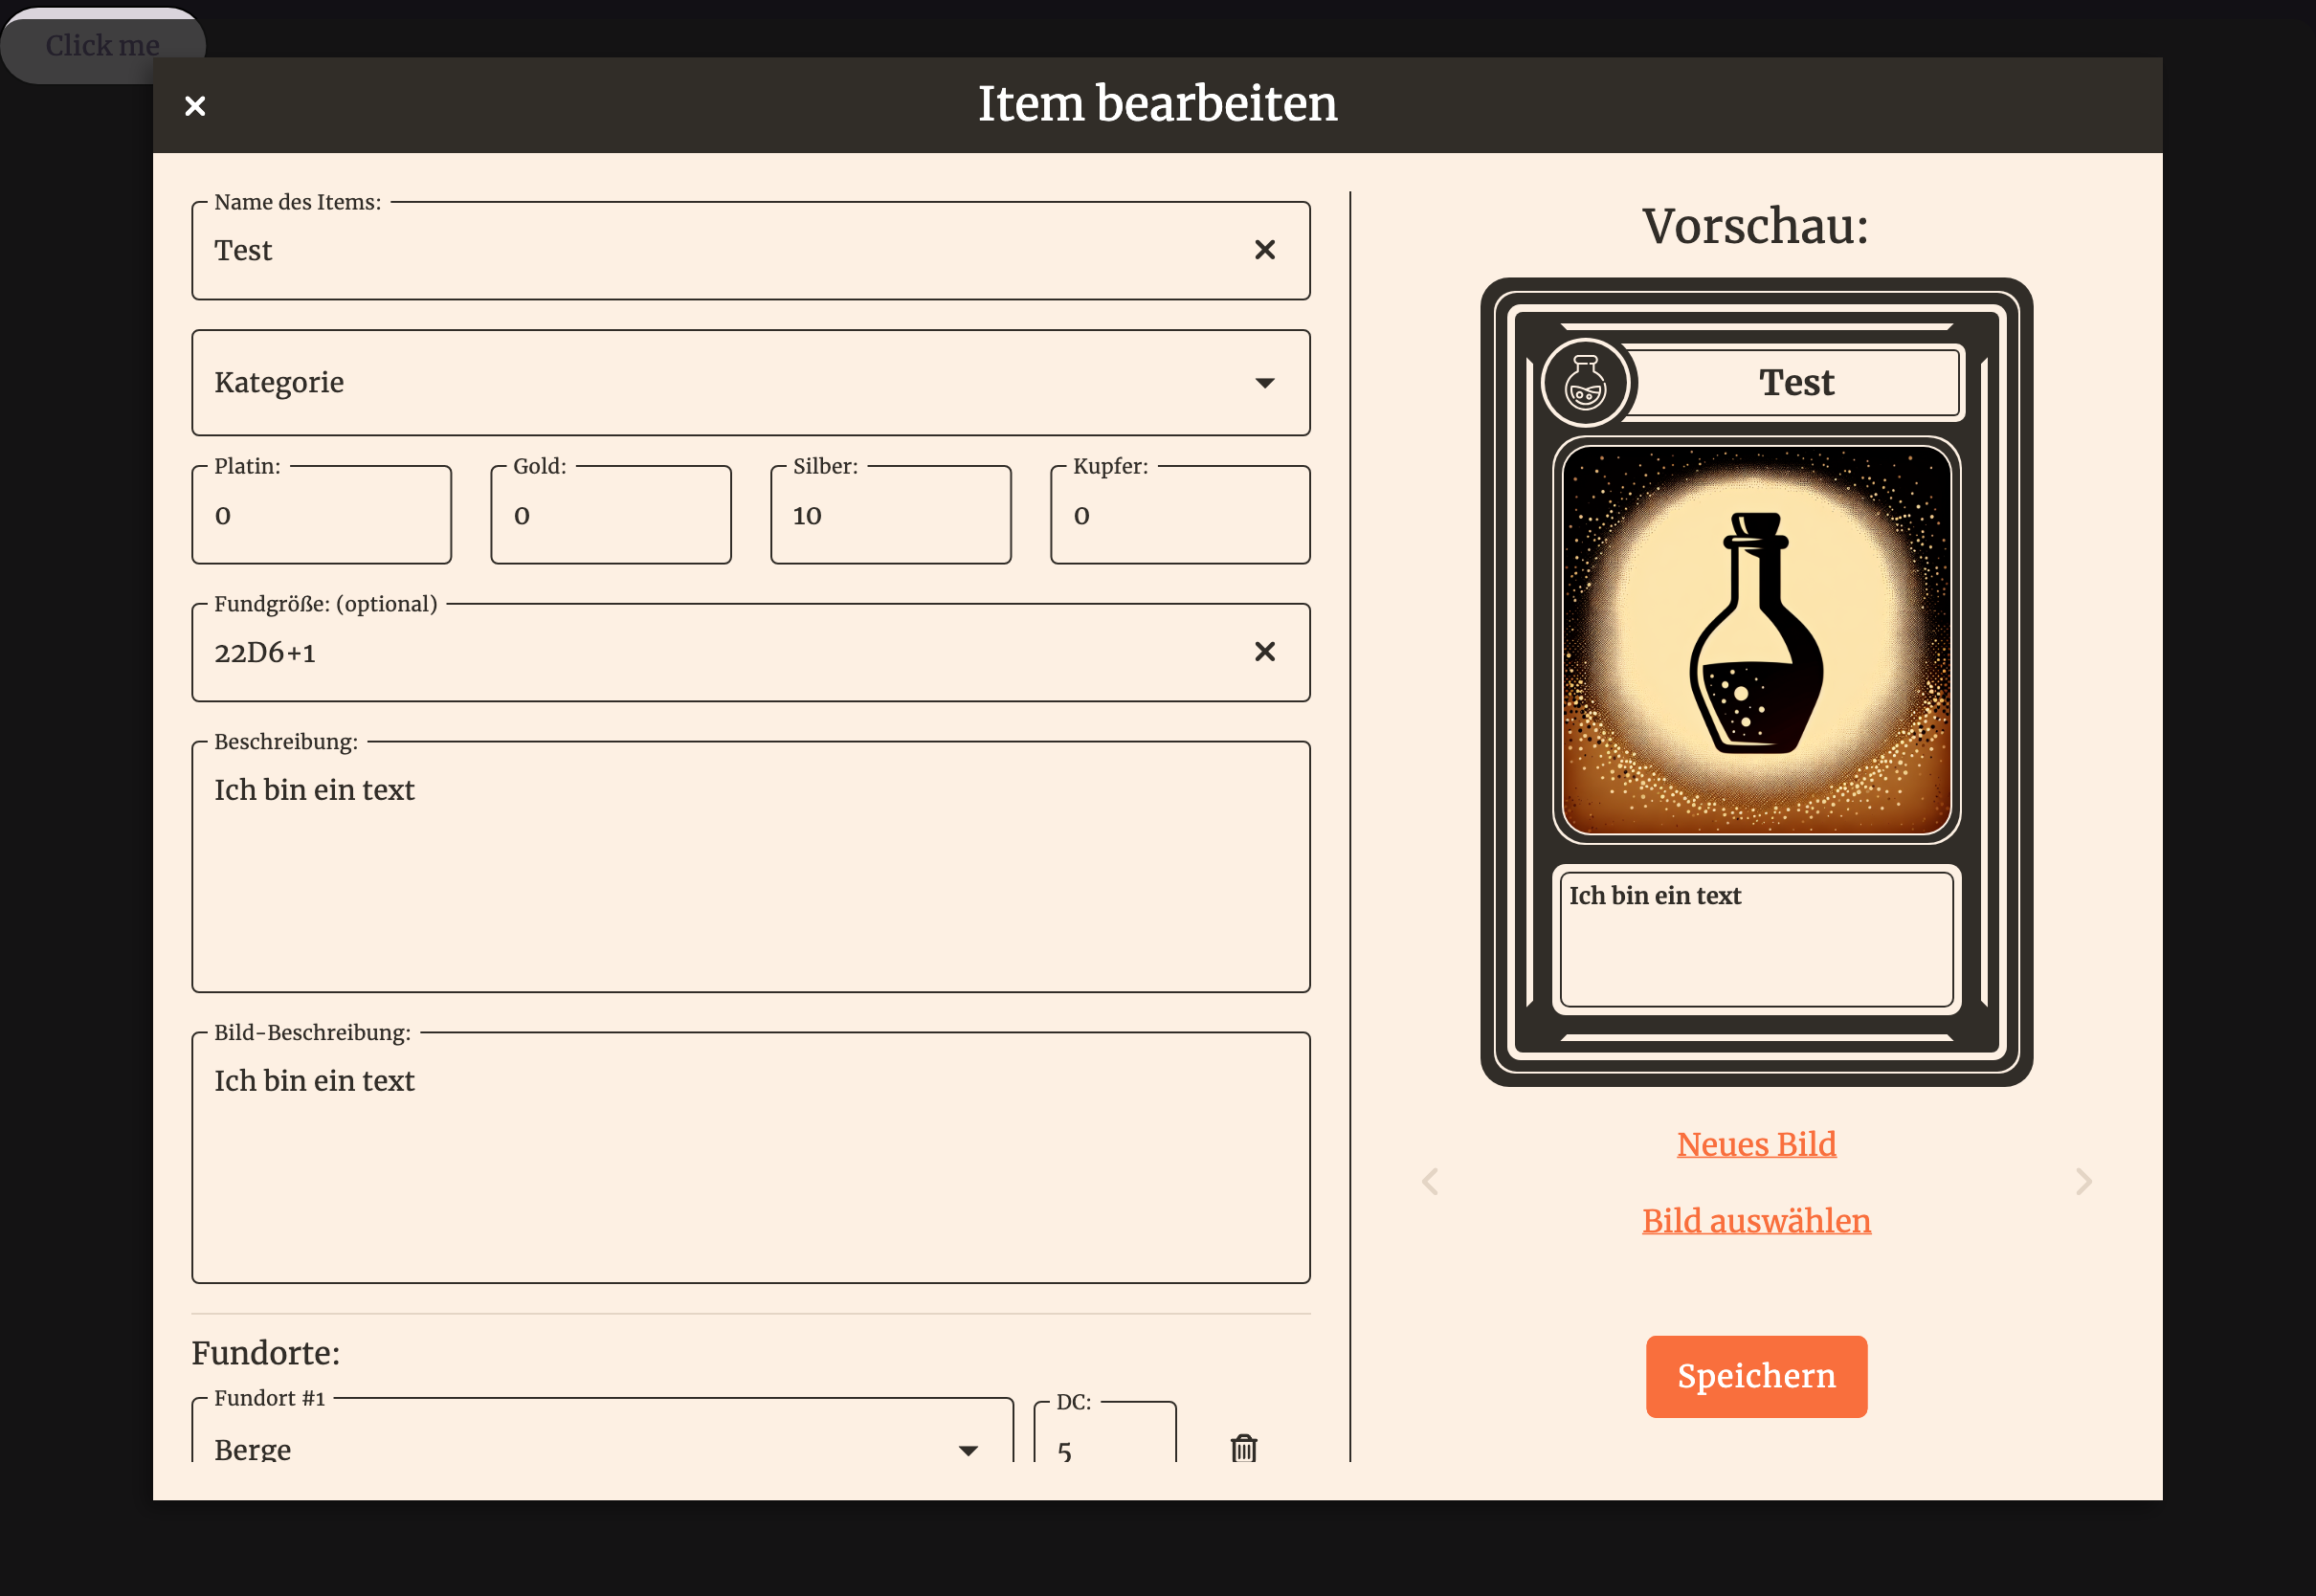 Click me
Item bearbeiten
Name des Items:
Test
Kategorie
Platin:
0
Gold:
0
Silber:
10
Kupfer:
0
Fundgröße: (optional)
22D6+1
Beschreibung:
Ich bin ein text
Bild-Beschreibung:
Ich bin ein text
Fundorte:
Fundort #1
Berge
DC:
5
Vorschau:
Test
Ich bin ein text
Neues Bild
Bild auswählen
Speichern